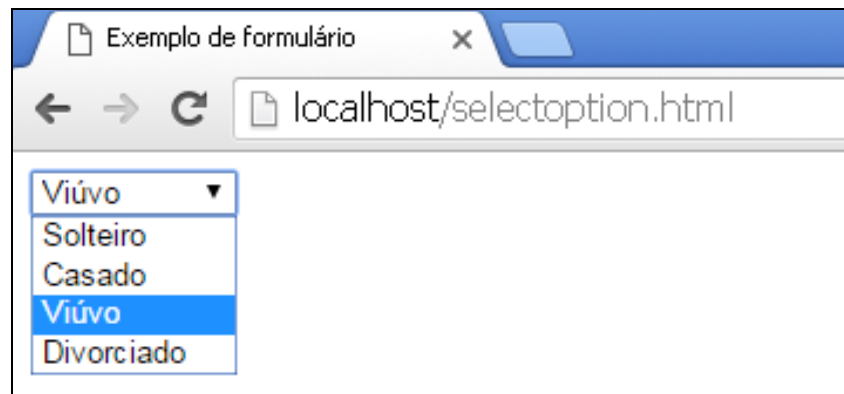 Exemplo de formulário
localhost/selectoption.html
Viúvo
Solteiro
Casado
Viúvo
Divorciado